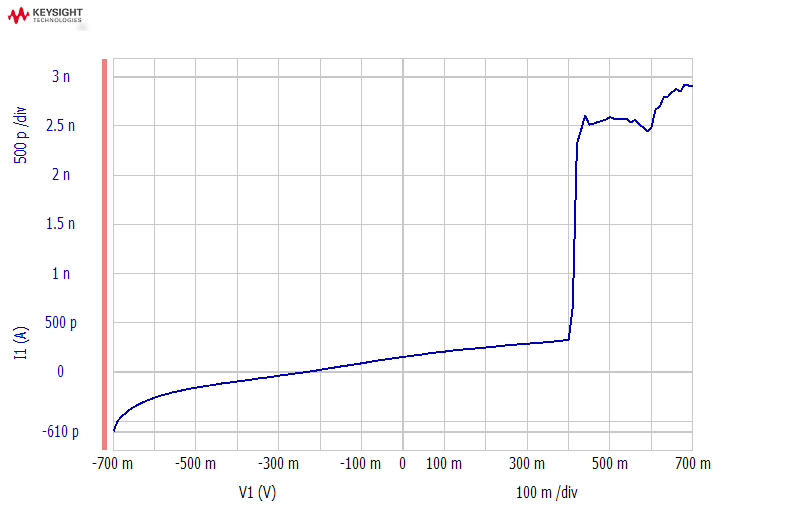 KEYSIGHT
TECHNOLOGIES
3 n
500 p /div
2.5 n
2 n
1.5 n
1 n
500 p
I1 (A)
0
-610 p
-700 m -500 m -300 m -100 m 0 100 m 300 m 500 m 700 m
V1 (V) 100 m /div